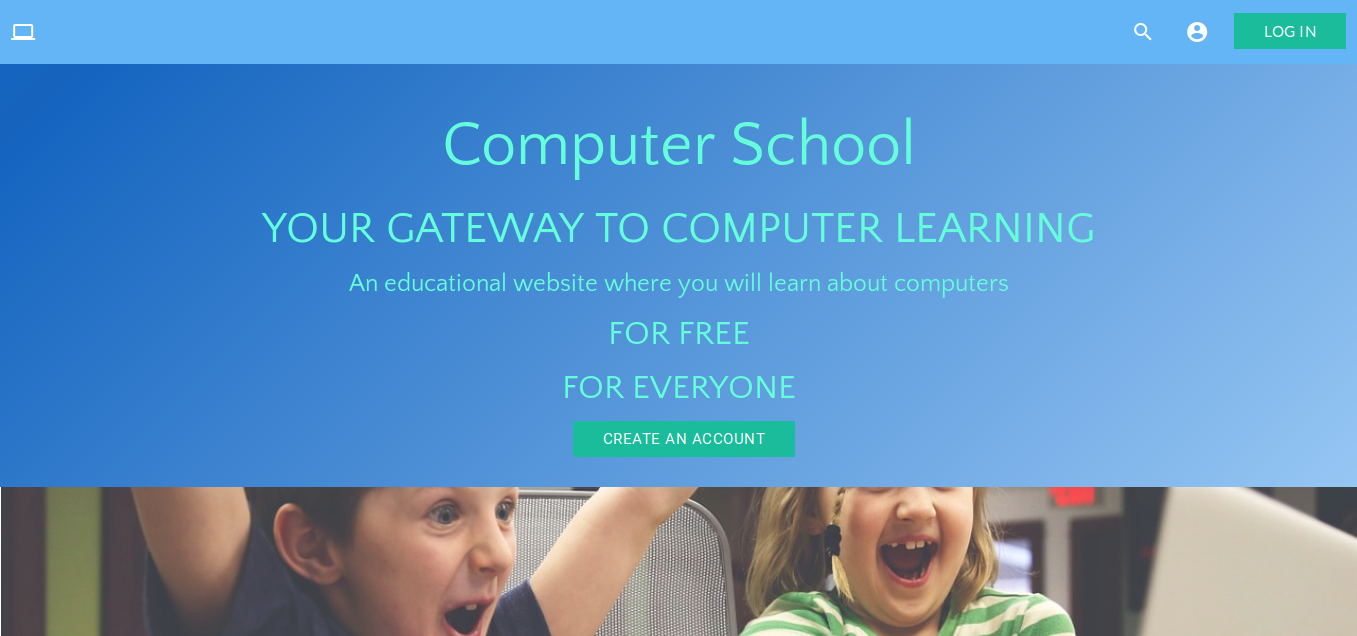 LOG IN
Computer School
YOUR GATEWAY TO COMPUTER LEARNING
An educational website where you will learn about computers
FOR FREE
FOR EVERYONE
CREATE AN ACCOUNT